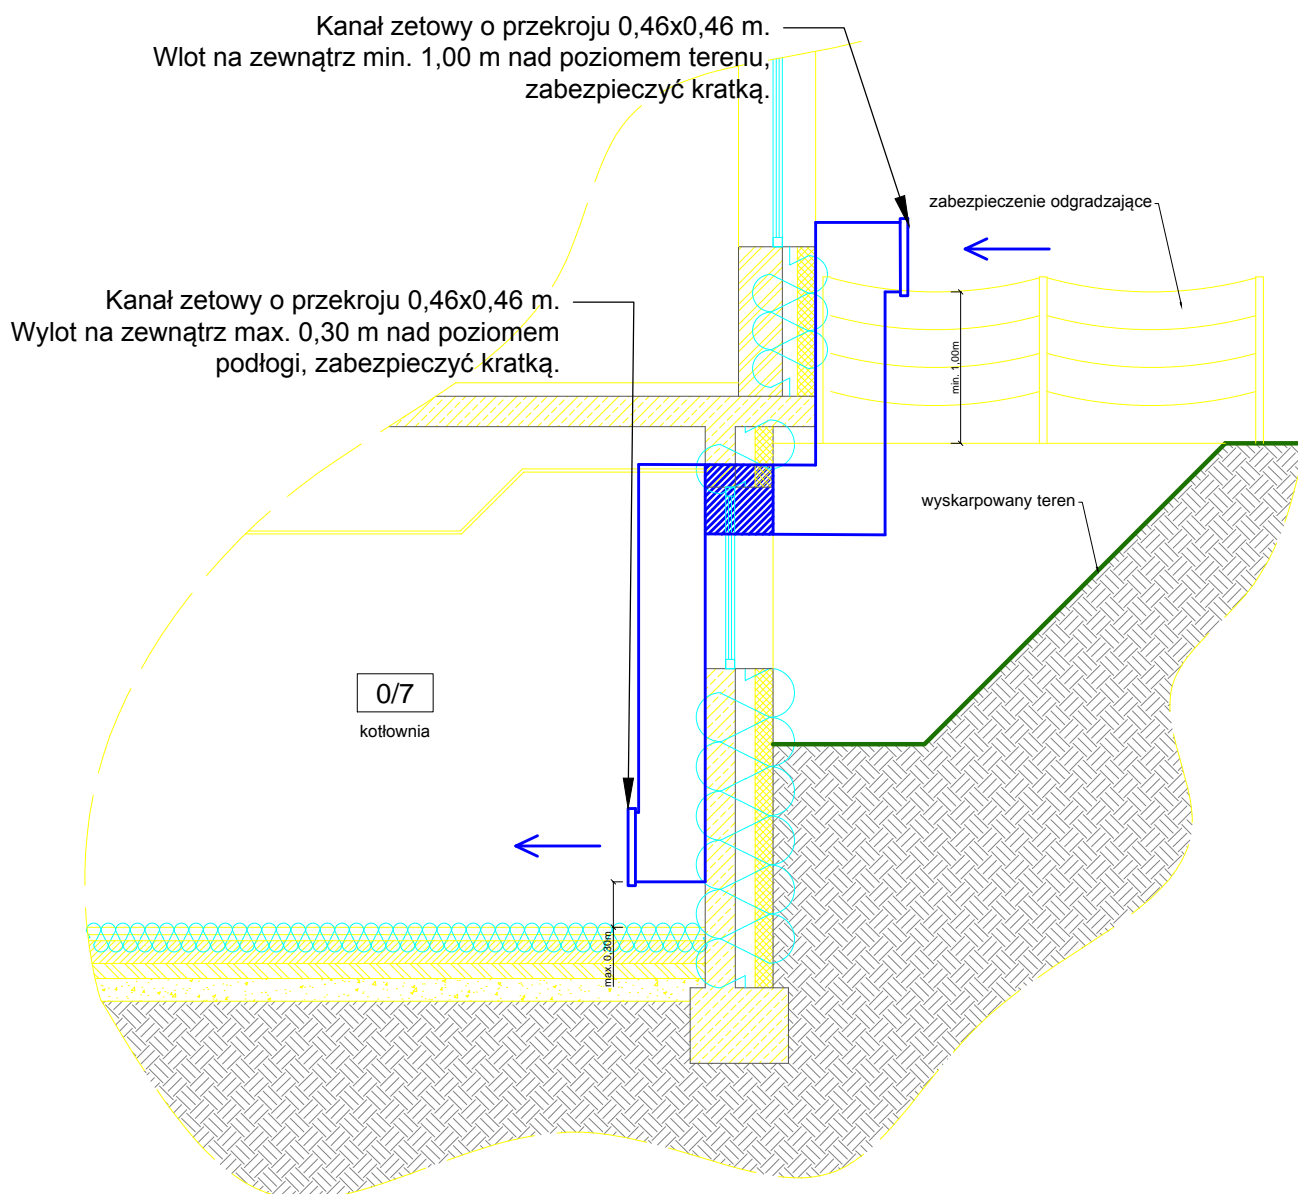 Kanał zetowy o przekroju 0,46x0,46 m.
Wlot na zewnątrz min. 1,00 m nad poziomem terenu,
zabezpieczyć kratką.
zabezpieczenie odgradzające
Kanał zetowy o przekroju 0,46x0,46 m.
Wylot na zewnątrz max. 0,30 m nad poziomem
podłogi, zabezpieczyć kratką.
min. 1,00m
wyskarpowany teren
0/7
kotłownia
max. 0,30m